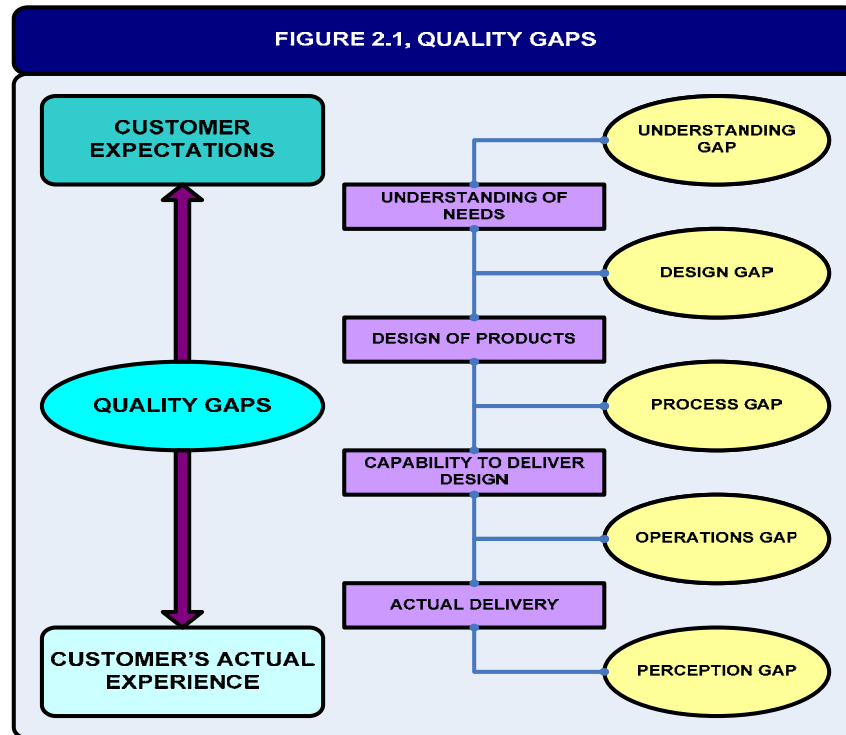 FIGURE 2.1, QUALITY GAPS
CUSTOMER
EXPECTATIONS
UNDERSTANDING
GAP
UNDERSTANDING OF
NEEDS
DESIGN GAP
DESIGN OF PRODUCTS
QUALITY GAPS
PROCESS GAP
CAPABILITY TO DELIVER
DESIGN
OPERATIONS GAP
ACTUAL DELIVERY
CUSTOMER'S ACTUAL
EXPERIENCE
PERCEPTION GAP